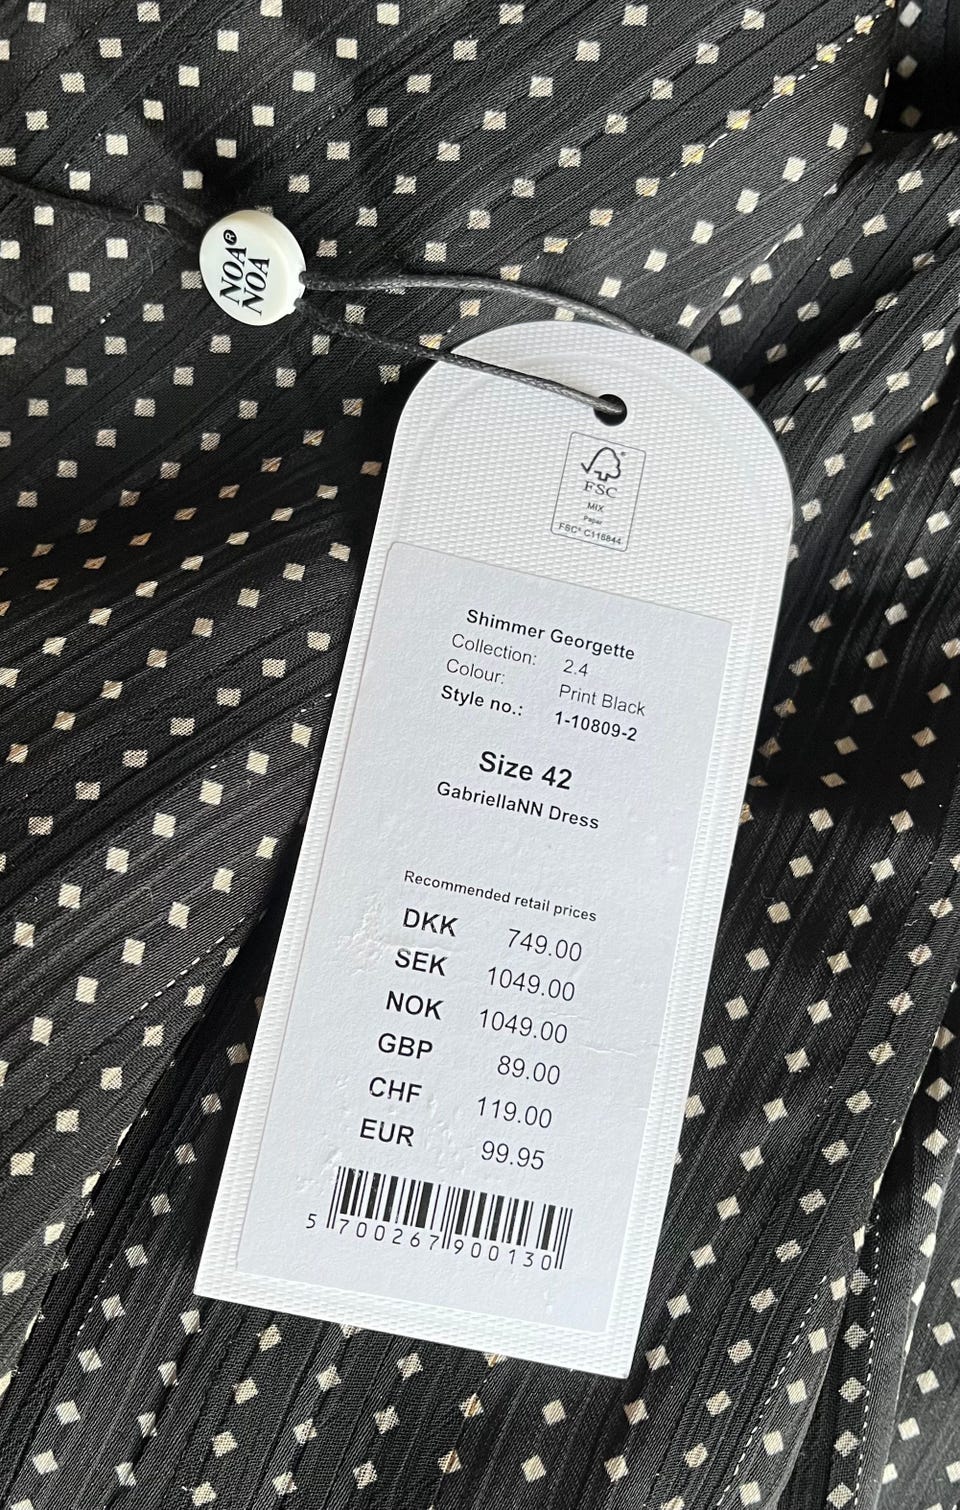 NOA®
NOA
FSC®
MIX
Paper
FSC® C116844
Shimmer Georgette
Collection: 2.4
Colour: Print Black
Style no.: 1-10809-2
Size 42
GabriellaNN Dress
Recommended retail prices
DKK 749.00
SEK 1049.00
NOK 1049.00
GBP 89.00
CHF 119.00
EUR 99.95
5 700267 900130